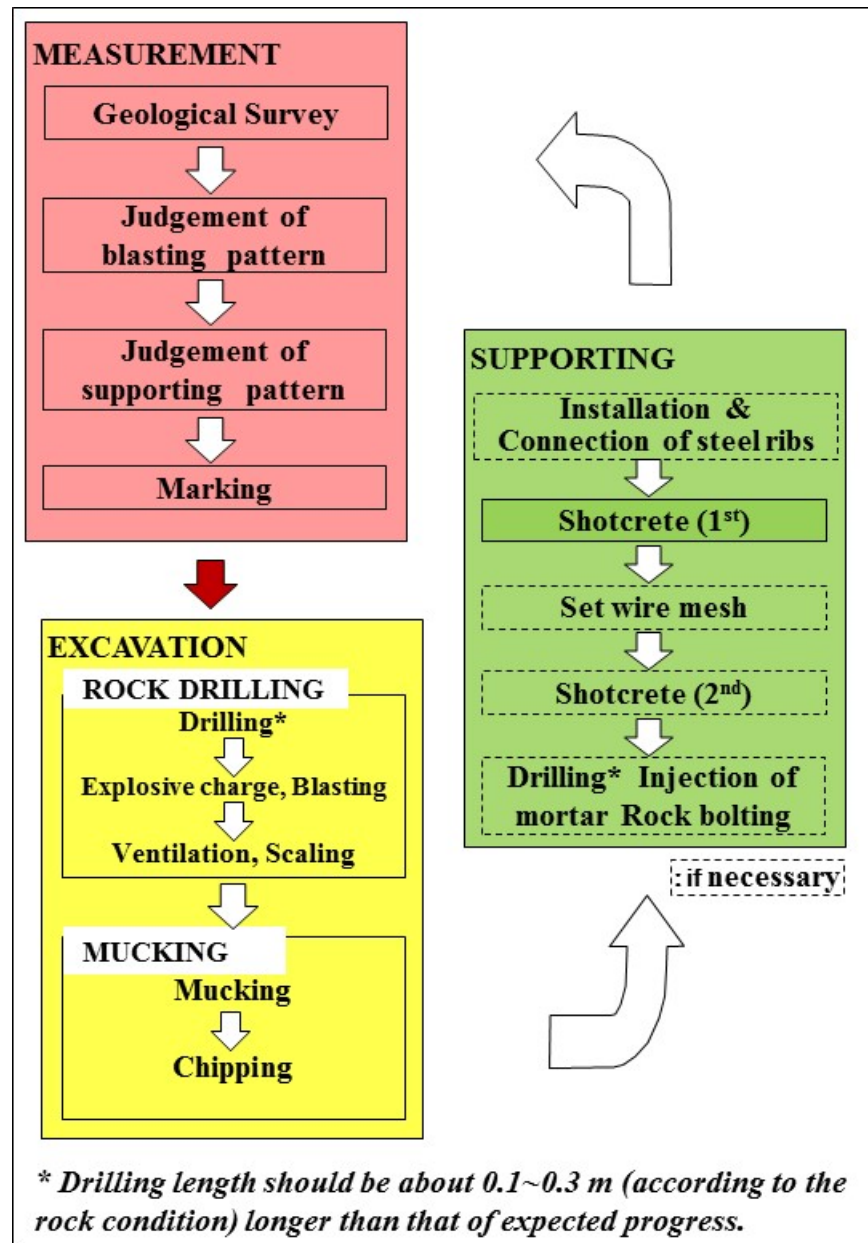 MEASUREMENT
Geological Survey
Judgement of
blasting pattern
Judgement of
supporting pattern
Marking
EXCAVATION
ROCK DRILLING
Drilling*
Explosive charge, Blasting
Ventilation, Scaling
MUCKING
Mucking
Chipping
SUPPORTING
Installation &
Connection of steel ribs
Shotcrete (1st)
Set wire mesh
Shotcrete (2nd)
Drilling* Injection of
mortar Rock bolting
: if necessary
* Drilling length should be about 0.1~0.3 m (according to the
rock condition) longer than that of expected progress.